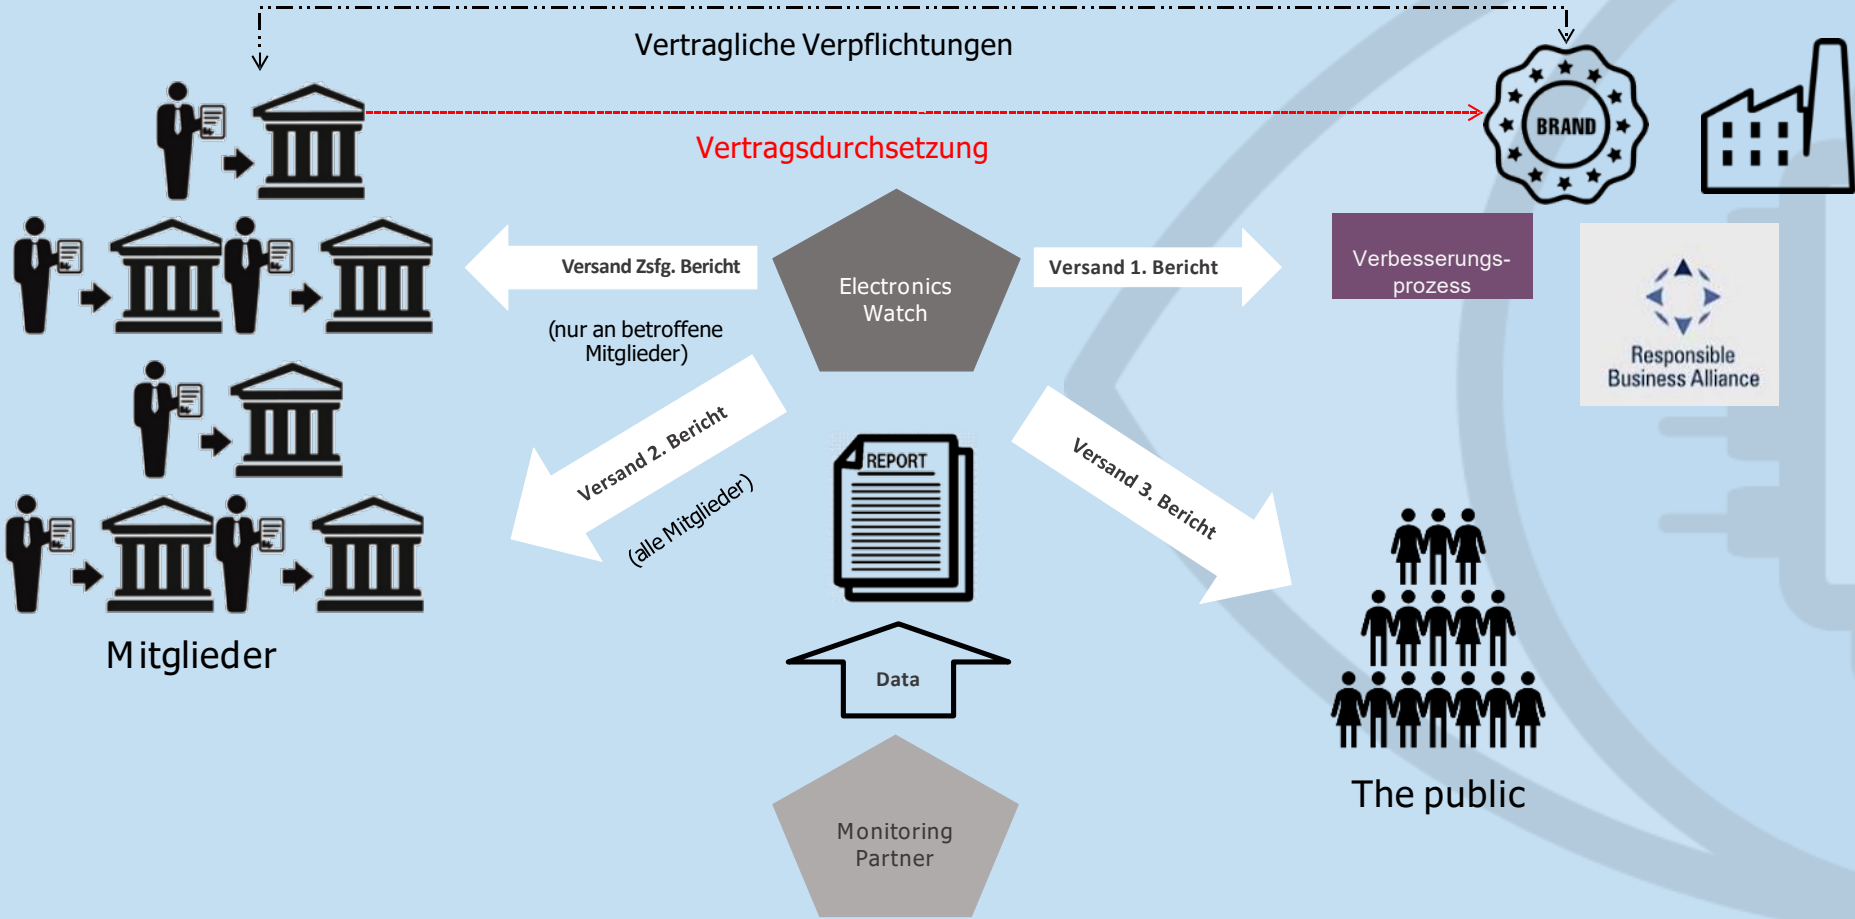 Vertragliche Verpflichtungen
BRAND
Vertragsdurchsetzung
Versand Zsfg. Bericht
(nur an betroffene
Mitglieder)
Electronics
Watch
Versand 1. Bericht
Verbesserungs-
prozess
Responsible
Business Alliance
Versand 2. Bericht
(alle Mitglieder)
REPORT
Versand 3. Bericht
Mitglieder
Data
The public
Monitoring
Partner